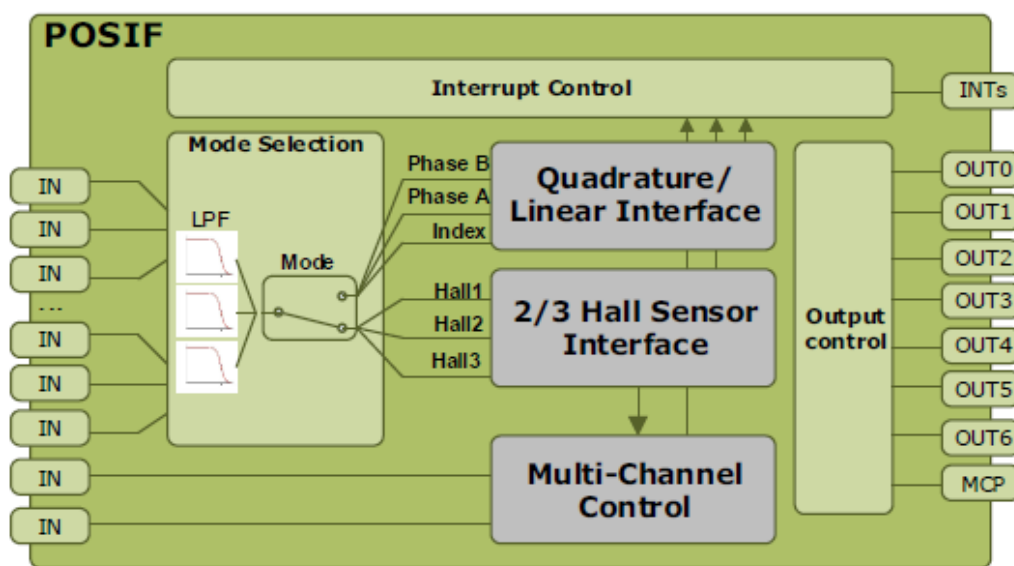 POSIF
Interrupt Control
INTs
Mode Selection
LPF
Mode
IN
IN
IN
...
IN
IN
IN
IN
IN
Phase B
Phase A
Index
Hall1
Hall2
Hall3
Quadrature/
Linear Interface
2/3 Hall Sensor
Interface
Multi-Channel
Control
Output
control
OUT0
OUT1
OUT2
OUT3
OUT4
OUT5
OUT6
MCP